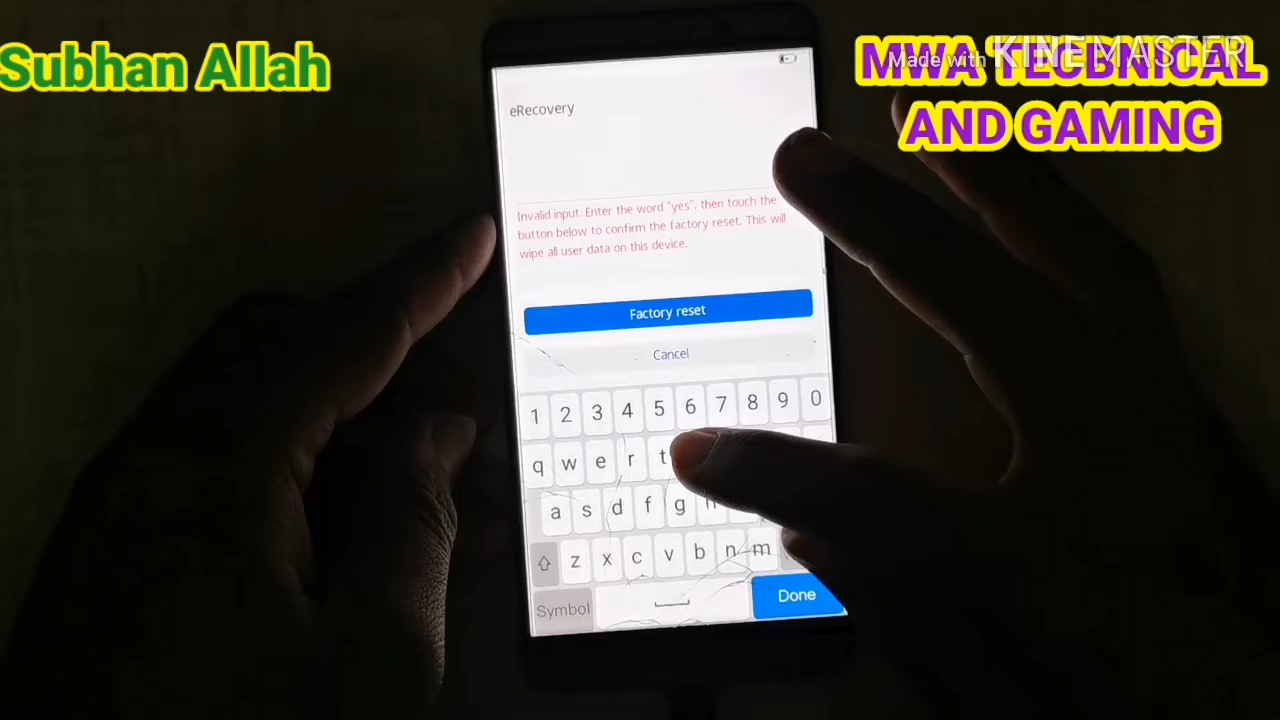 Subhan Allah
MWA TECBNICAL
AND GAMING
Made with KINEMASTER
eRecovery
Invalid input. Enter the word "yes", then touch the
button below to confirm the factory reset. This will
wipe all user data on this device.
Factory reset
Cancel
1 2 3 4 5 6 7 8 9 0
q w e r t
a s d f g
z x c v b n m
Symbol Done